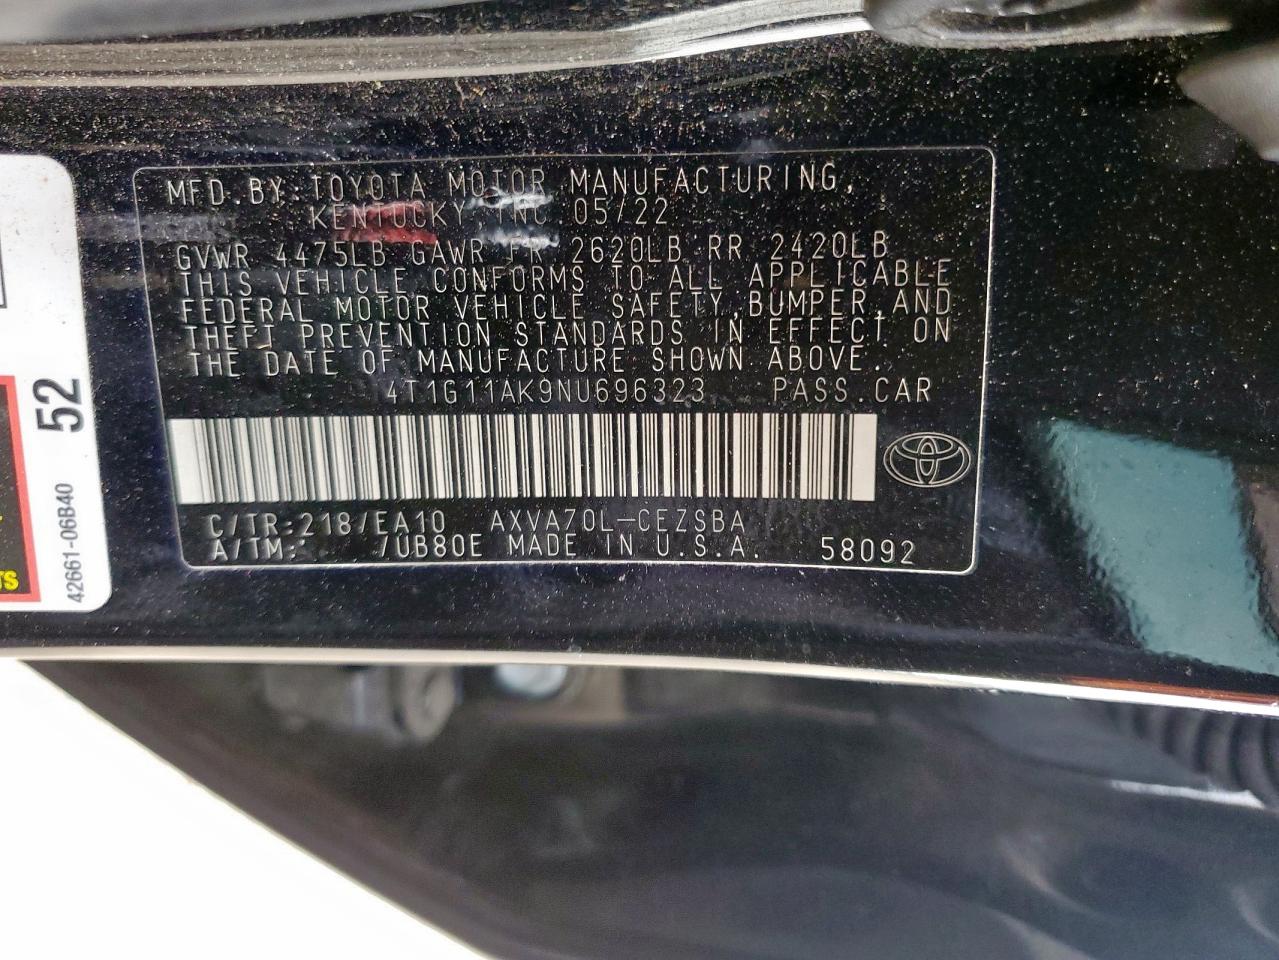 MFD.BY:TOYOTA MOTOR MANUFACTURING,
KENTUCKY INC 05/22
GVWR 4475LB GAWR FR 2620LB RR 2420LB
THIS VEHICLE CONFORMS TO ALL APPLICABLE
FEDERAL MOTOR VEHICLE SAFETY,BUMPER,AND
THEFT PREVENTION STANDARDS IN EFFECT ON
THE DATE OF MANUFACTURE SHOWN ABOVE.
4T1G11AK9NU696323 PASS.CAR
C/TR:218/EA10 AXVA70L-CEZSBA
A/TM: /UB80E MADE IN U.S.A. 58092
52
42661-06B40